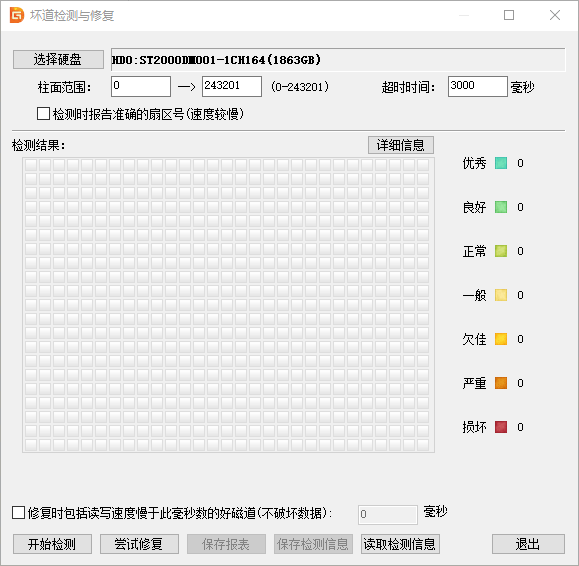 坏道检测与修复
选择硬盘 HD0:ST2000DM001-1CH164(1863GB)
柱面范围: 0 —> 243201 (0-243201) 超时时间: 3000 毫秒
检测时报告准确的扇区号(速度较慢)
检测结果: 详细信息
优秀 0
良好 0
正常 0
一般 0
欠佳 0
严重 0
损坏 0
修复时包括读写速度慢于此毫秒数的好磁道(不破坏数据): 0 毫秒
开始检测 尝试修复 保存报表 保存检测信息 读取检测信息 退出